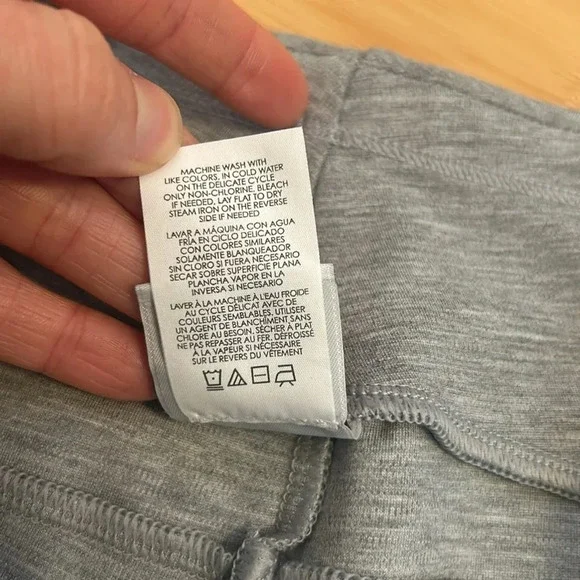 MACHINE WASH WITH
LIKE COLORS, IN COLD WATER
ON THE DELICATE CYCLE
ONLY NON-CHLORINE, BLEACH
IF NEEDED, LAY FLAT TO DRY
STEAM IRON ON THE REVERSE
SIDE IF NEEDED
LAVAR A MÁQUINA CON AGUA
FRÍA EN CICLO DELICADO
CON COLORES SIMILARES
SOLAMENTE BLANQUEADOR
SIN CLORO SI FUERA NECESARIO
SECAR SOBRE SUPERFICIE PLANA
PLANCHA VAPOR EN LA
INVERSA SI NECESARIO
LAVER À LA MACHINE À L'EAU FROIDE
AU CYCLE DÉLICAT AVEC DE
COULEURS SEMBLABLES, UTILISER
UN AGENT DE BLANCHIMENT SANS
CHLORE AU BESOIN, SÈCHER À PLAT
NE PAS REPASSER AU FER, DÉFROISSÉ
À LA VAPEUR SI NÉCESSAIRE
SUR LE REVERS DU VÊTEMENT